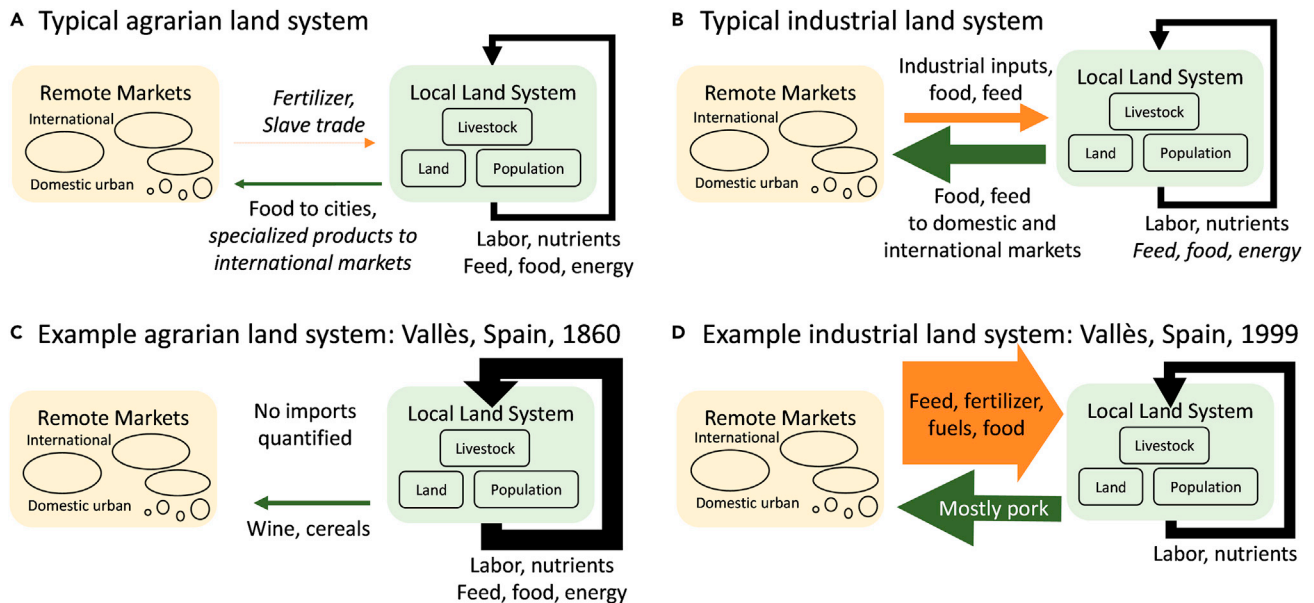 A Typical agrarian land system
Remote Markets
International
Domestic urban
Fertilizer,
Slave trade
Food to cities,
specialized products to
international markets
Local Land System
Livestock
Land
Population
Labor, nutrients
Feed, food, energy
B Typical industrial land system
Remote Markets
International
Domestic urban
Industrial inputs,
food, feed
Food, feed
to domestic and
international markets
Local Land System
Livestock
Land
Population
Labor, nutrients
Feed, food, energy
C Example agrarian land system: Vallès, Spain, 1860
Remote Markets
International
Domestic urban
No imports
quantified
Wine, cereals
Local Land System
Livestock
Land
Population
Labor, nutrients
Feed, food, energy
D Example industrial land system: Vallès, Spain, 1999
Remote Markets
International
Domestic urban
Feed, fertilizer,
fuels, food
Mostly pork
Local Land System
Livestock
Land
Population
Labor, nutrients